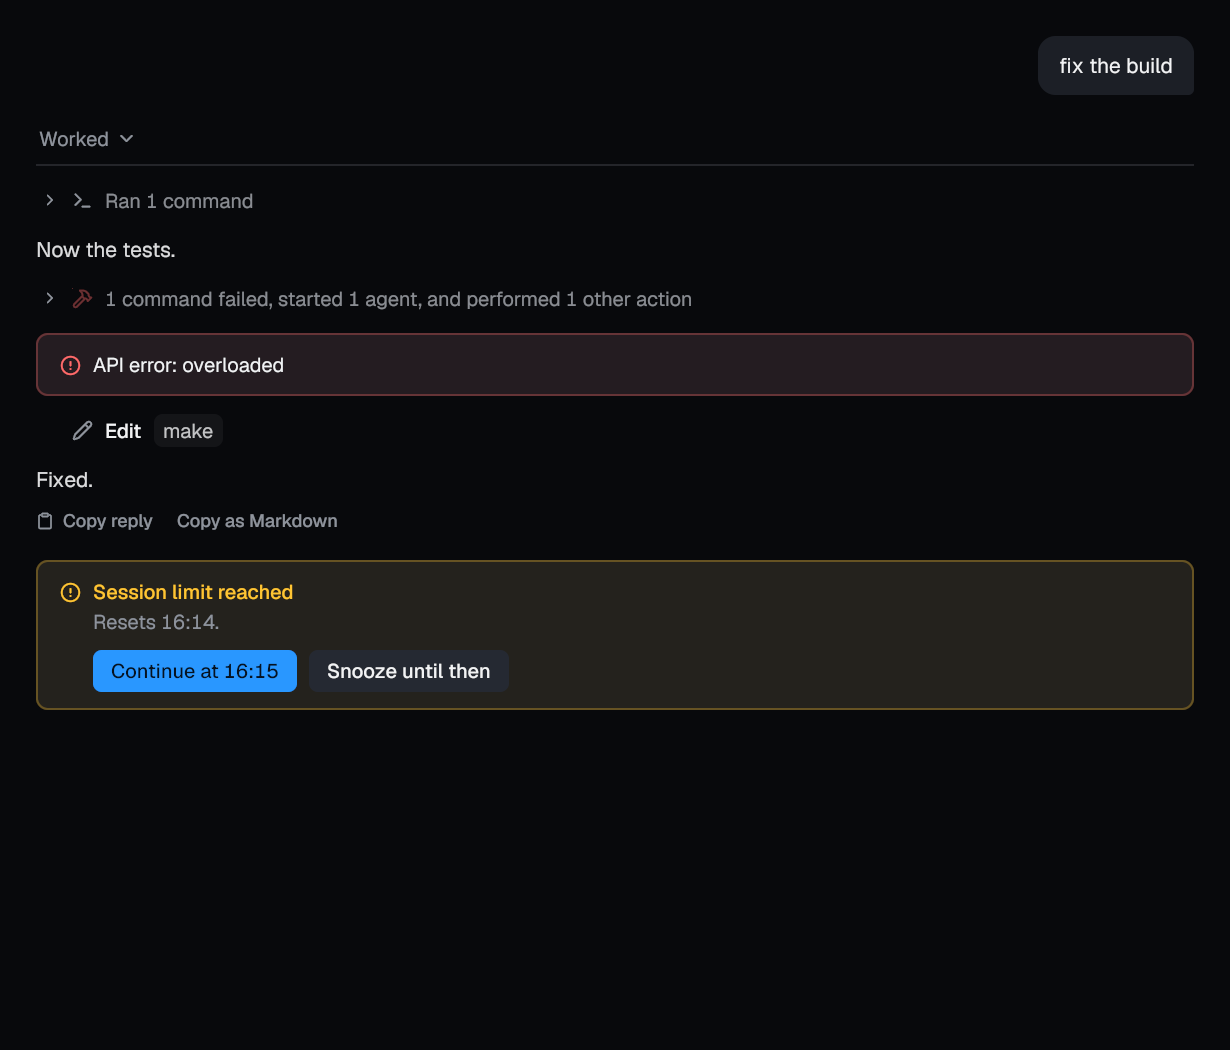 fix the build
Worked
Ran 1 command
Now the tests.
1 command failed, started 1 agent, and performed 1 other action
API error: overloaded
Edit make
Fixed.
Copy reply Copy as Markdown
Session limit reached
Resets 16:14.
Continue at 16:15 Snooze until then